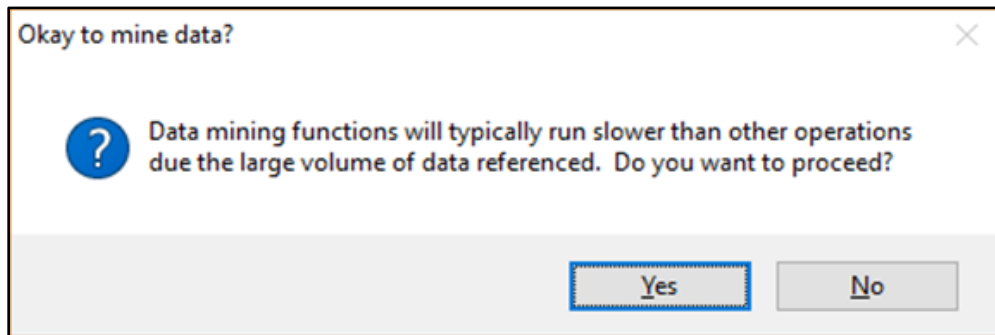 Okay to mine data?
?
Data mining functions will typically run slower than other operations
due the large volume of data referenced.  Do you want to proceed?
Yes
No